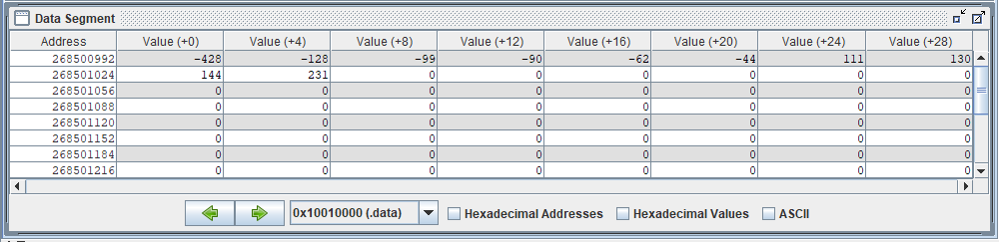 Data Segment
Address Value (+0) Value (+4) Value (+8) Value (+12) Value (+16) Value (+20) Value (+24) Value (+28)
268500992 -428 -128 -99 -90 -62 -44 111 130
268501024 144 231 0 0 0 0 0 0
268501056 0 0 0 0 0 0 0 0
268501088 0 0 0 0 0 0 0 0
268501120 0 0 0 0 0 0 0 0
268501152 0 0 0 0 0 0 0 0
268501184 0 0 0 0 0 0 0 0
268501216 0 0 0 0 0 0 0 0
0x10010000 (.data) Hexadecimal Addresses Hexadecimal Values ASCII